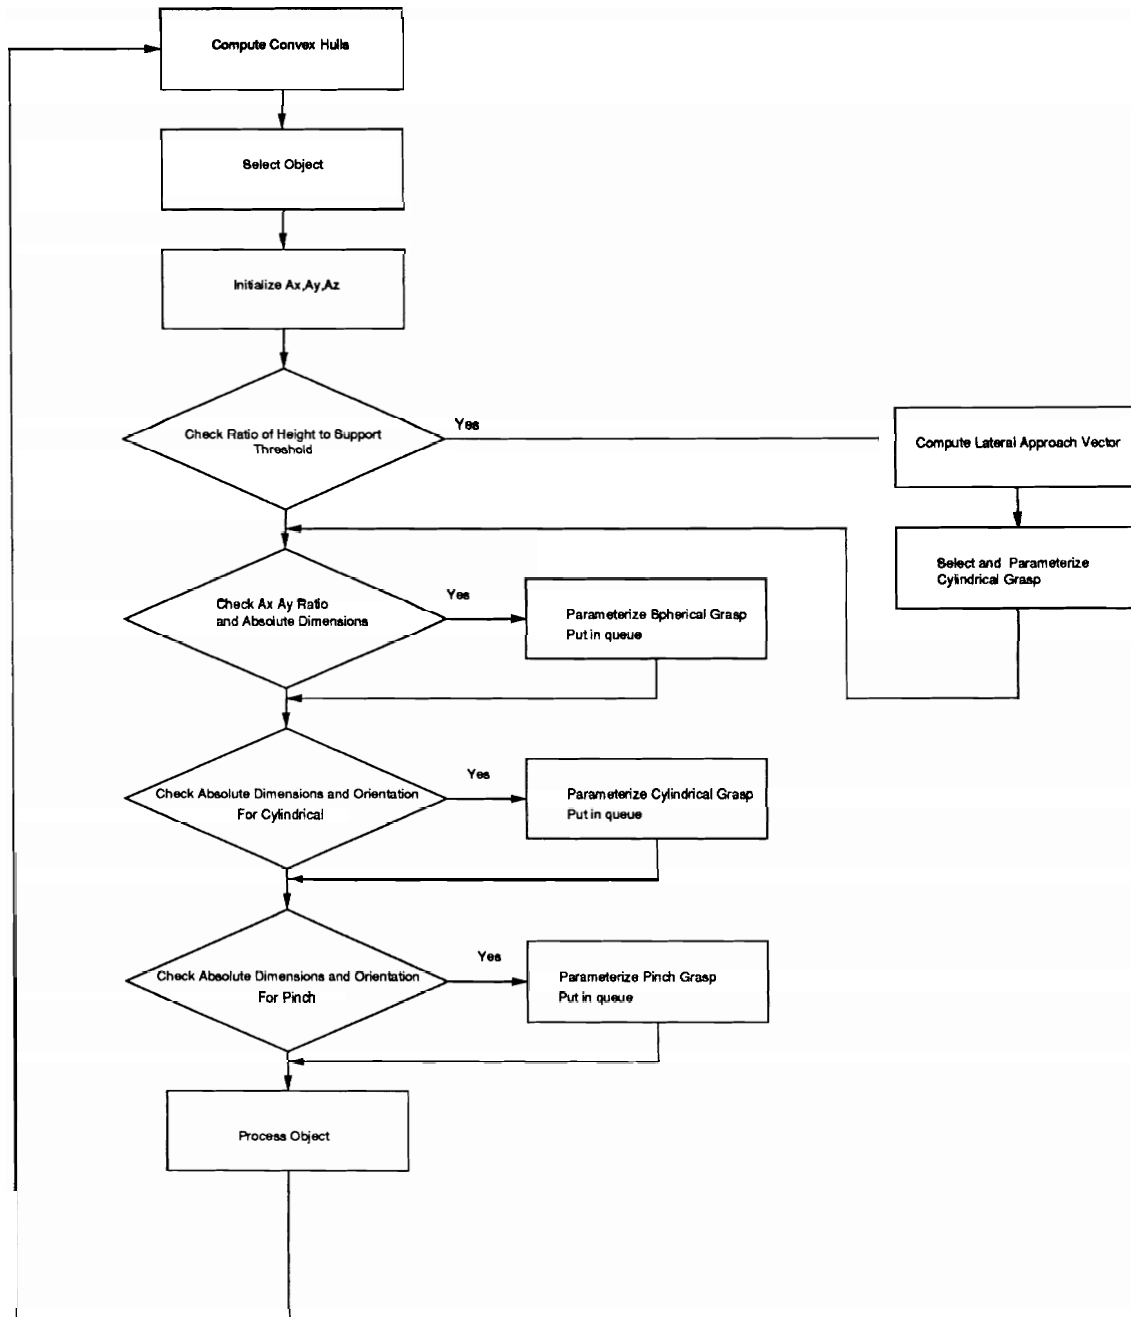 Compute Convex Hulls
Select Object
Initialize Ax,Ay,Az
Check Ratio of Height to Support
Threshold
Yes
Compute Lateral Approach Vector
Select and Parameterize
Cylindrical Grasp
Check Ax Ay Ratio
and Absolute Dimensions
Yes
Parameterize Spherical Grasp
Put in queue
Check Absolute Dimensions and Orientation
For Cylindrical
Yes
Parameterize Cylindrical Grasp
Put in queue
Check Absolute Dimensions and Orientation
For Pinch
Yes
Parameterize Pinch Grasp
Put in queue
Process Object